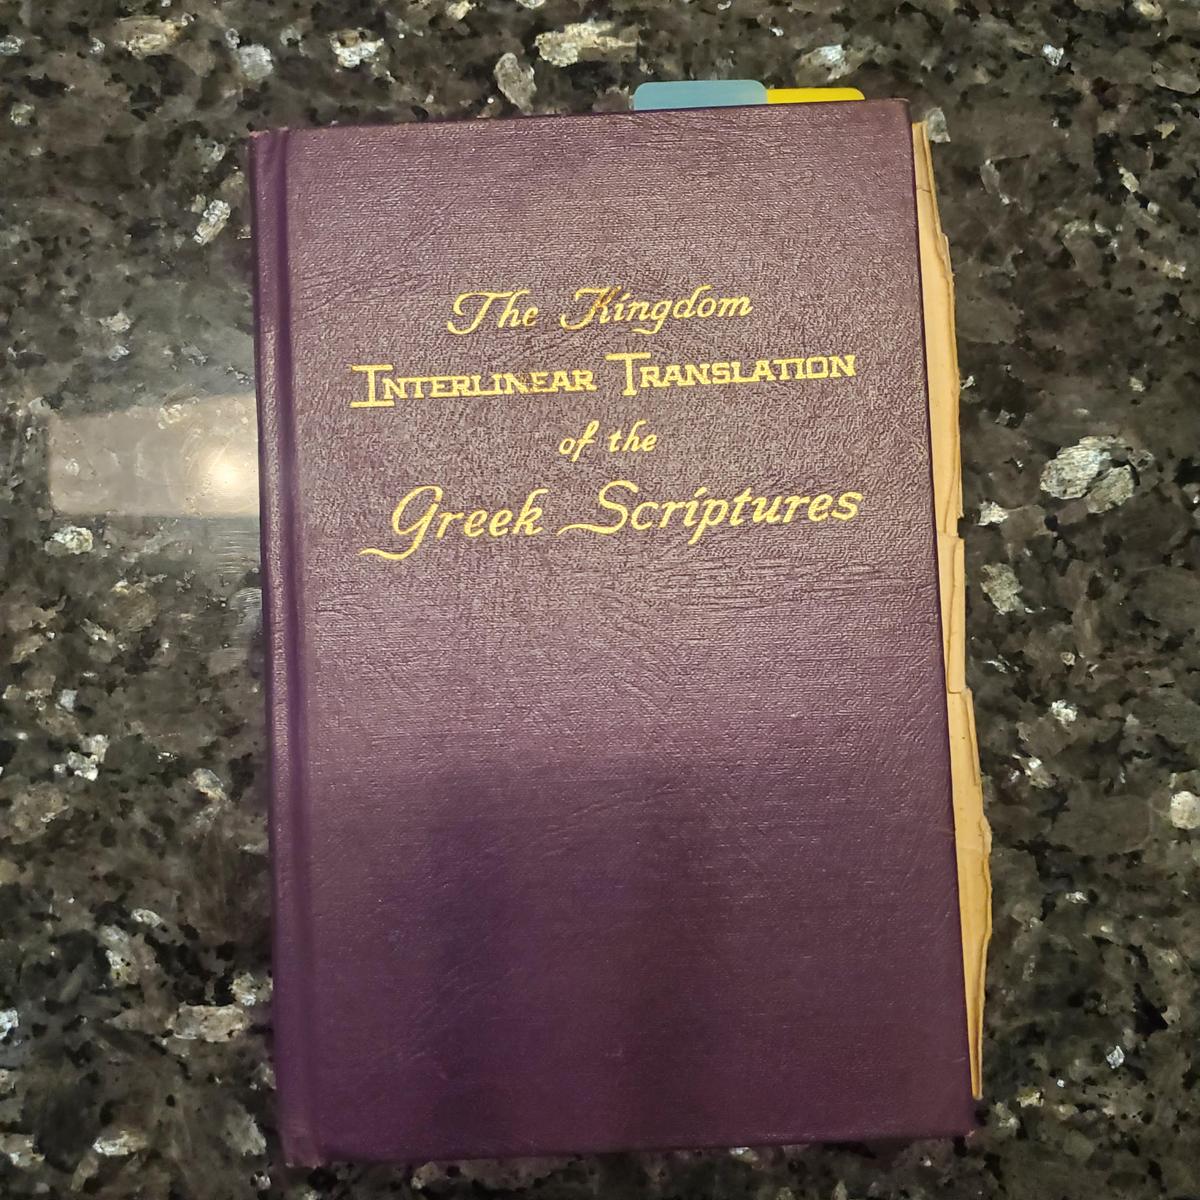 The Kingdom
INTERLINEAR TRANSLATION
of the
Greek Scriptures